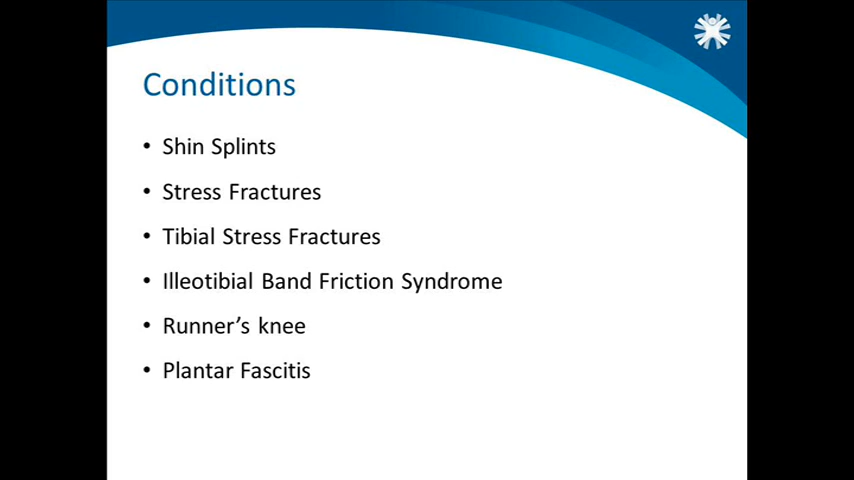 Conditions
• Shin Splints
• Stress Fractures
• Tibial Stress Fractures
• Illeotibial Band Friction Syndrome
• Runner’s knee
• Plantar Fascitis